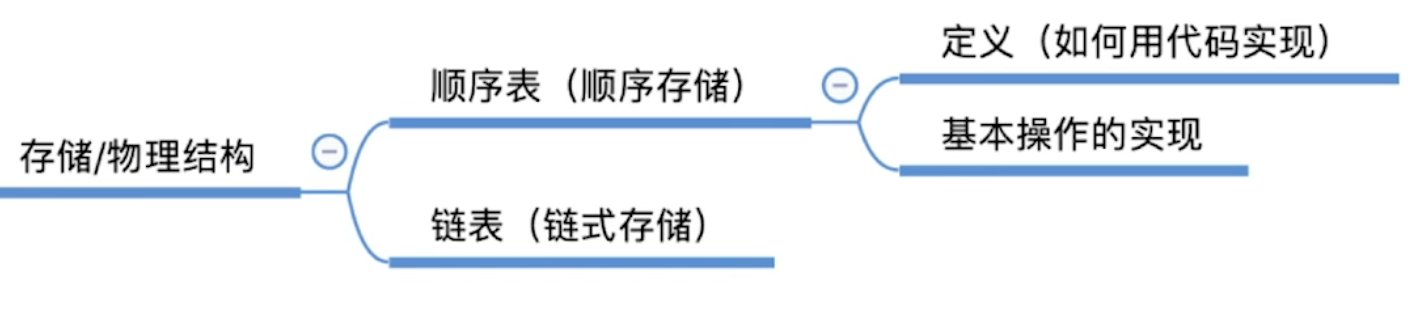 存储/物理结构
顺序表（顺序存储）
定义（如何用代码实现）
基本操作的实现
链表（链式存储）